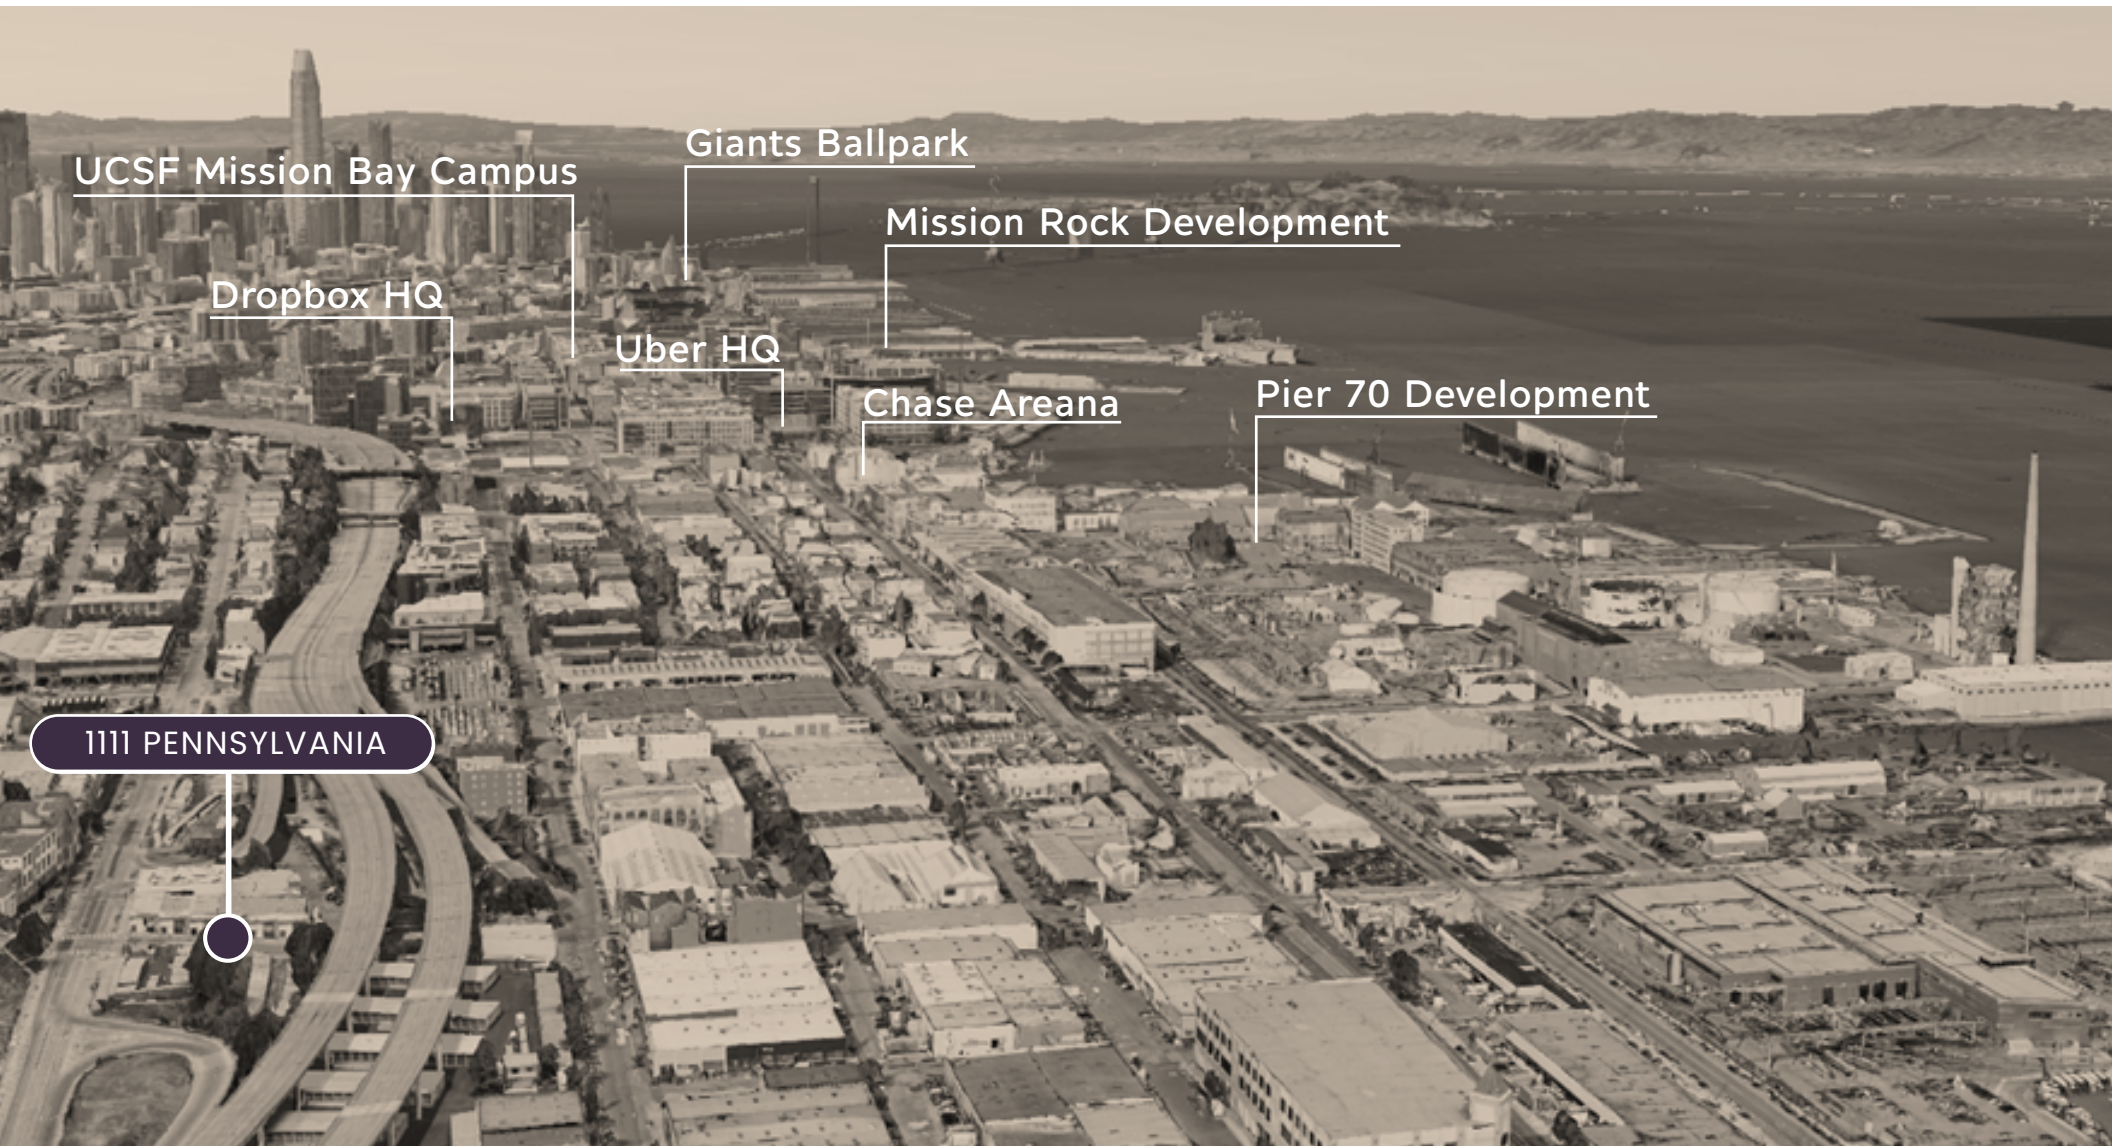 Giants Ballpark
UCSF Mission Bay Campus
Mission Rock Development
Dropbox HQ
Uber HQ
Chase Areana
Pier 70 Development
1111 PENNSYLVANIA